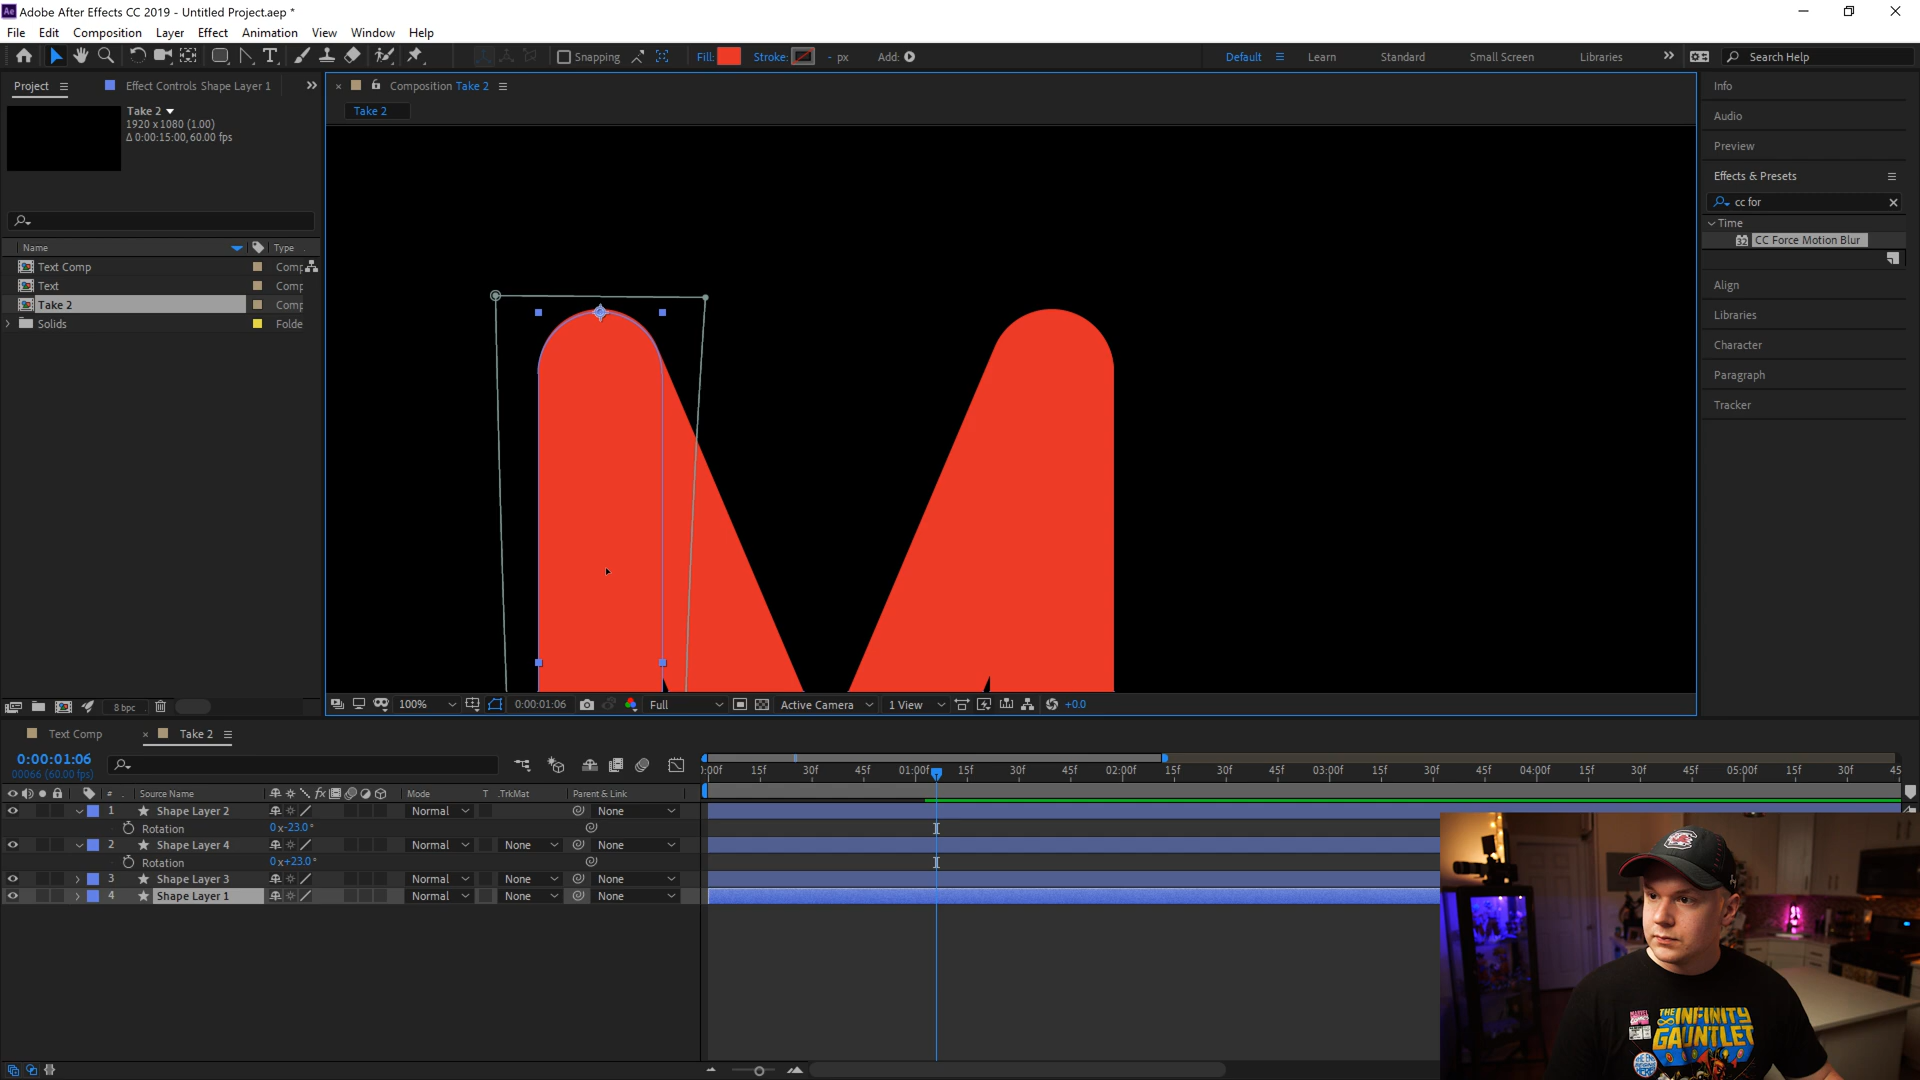 Adobe After Effects CC 2019 - Untitled Project.aep *
File Edit Composition Layer Effect Animation View Window Help
Snapping Fill: Stroke: - px Add: Default Learn Standard Small Screen Libraries Search Help
Project Effect Controls Shape Layer 1
Take 2
1920 x 1080 (1.00)
Δ 0:00:15:00, 60.00 fps
Name Type
Text Comp Comp
Text Comp
Take 2 Comp
Solids Folde
8 bpc
Composition Take 2
Take 2
100% 0:00:01:06 Full Active Camera 1 View +0.0
Info
Audio
Preview
Effects & Presets
cc for
Time
32 CC Force Motion Blur
Align
Libraries
Character
Paragraph
Tracker
Text Comp Take 2
0:00:01:06
00066 (60.00 fps)
):00f 15f 30f 45f 01:00f 15f 30f 45f 02:00f 15f 30f 45f 03:00f 15f 30f 45f 04:00f 15f 30f 45f 05:00f 15f 30f 45
# Source Name fx Mode T .TrkMat Parent & Link
1 Shape Layer 2 Normal None
Rotation 0x-23.0°
2 Shape Layer 4 Normal None None
Rotation 0x+23.0°
3 Shape Layer 3 Normal None None
4 Shape Layer 1 Normal None None
THE INFINITY
GAUNTLET